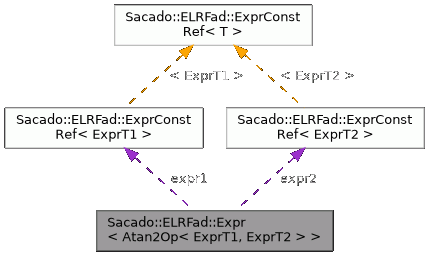 Sacado::ELRFad::ExprConst
Ref< T >
< ExprT1 >
< ExprT2 >
Sacado::ELRFad::ExprConst
Ref< ExprT1 >
Sacado::ELRFad::ExprConst
Ref< ExprT2 >
expr1
expr2
Sacado::ELRFad::Expr
< Atan2Op< ExprT1, ExprT2 > >